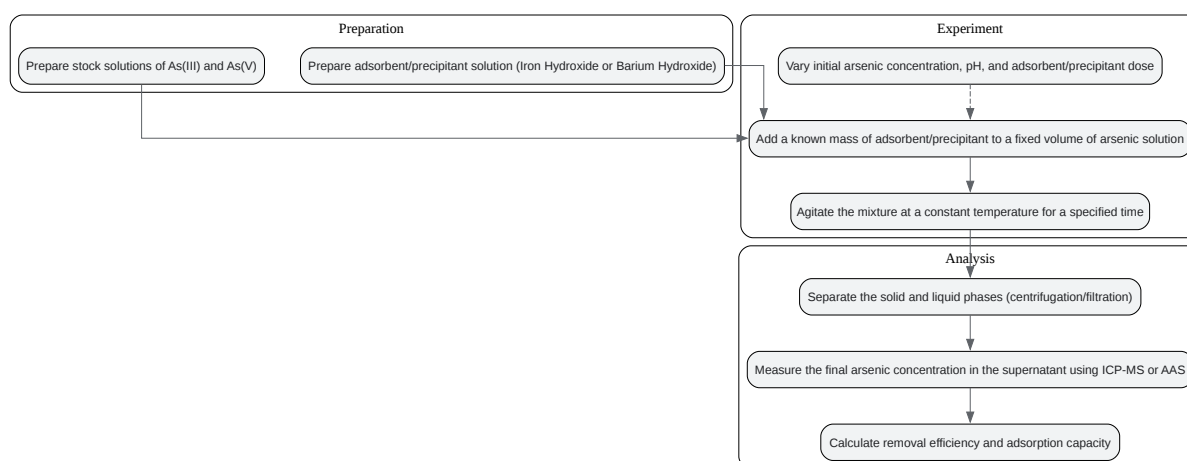 Preparation
Prepare stock solutions of As(III) and As(V)
Prepare adsorbent/precipitant solution (Iron Hydroxide or Barium Hydroxide)
Experiment
Vary initial arsenic concentration, pH, and adsorbent/precipitant dose
Add a known mass of adsorbent/precipitant to a fixed volume of arsenic solution
Agitate the mixture at a constant temperature for a specified time
Analysis
Separate the solid and liquid phases (centrifugation/filtration)
Measure the final arsenic concentration in the supernatant using ICP-MS or AAS
Calculate removal efficiency and adsorption capacity